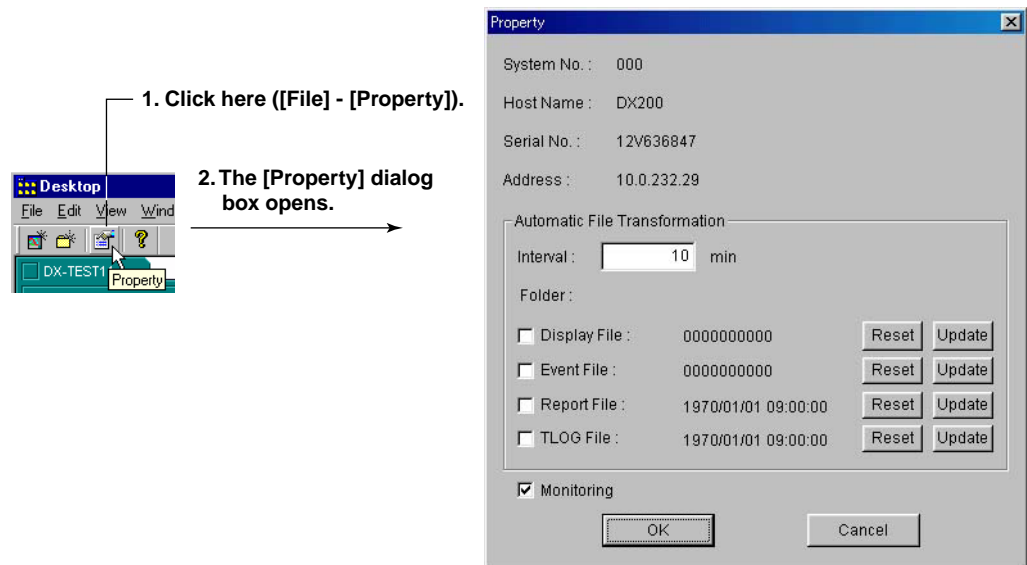 1. Click here ([File] - [Property]).
2. The [Property] dialog
box opens.
Desktop
File Edit View Wind
DX-TEST1
Property
Property
System No. : 000
Host Name : DX200
Serial No. : 12V636847
Address : 10.0.232.29
Automatic File Transformation
Interval : 10 min
Folder :
Display File : 0000000000 Reset Update
Event File : 0000000000 Reset Update
Report File : 1970/01/01 09:00:00 Reset Update
TLOG File : 1970/01/01 09:00:00 Reset Update
Monitoring
OK Cancel